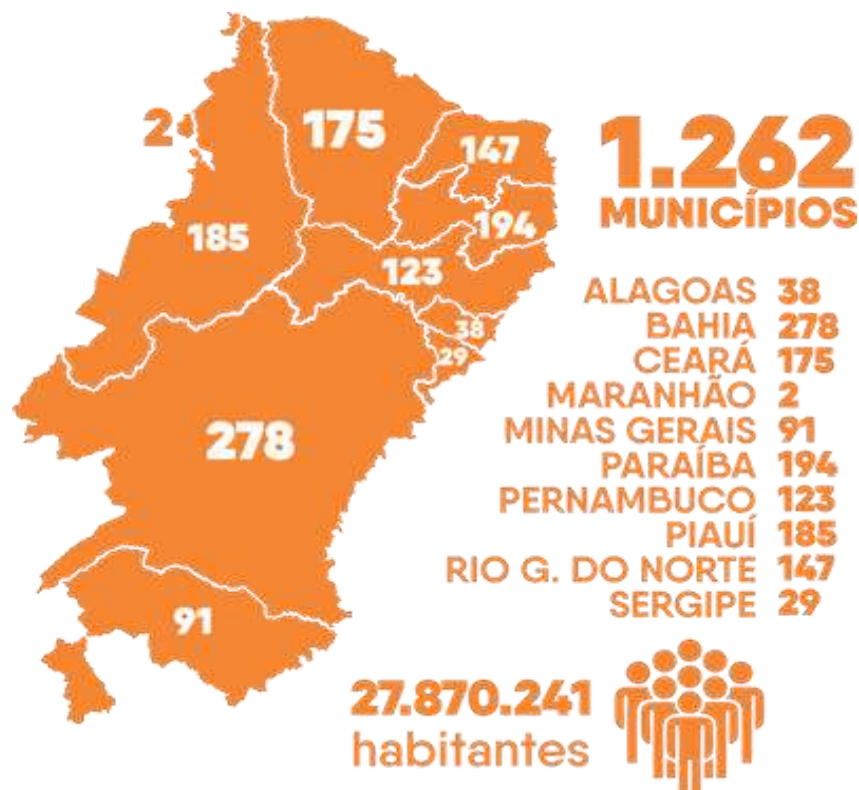 2
175
147
185
194
123
38
29
278
91
1.262
MUNICÍPIOS
ALAGOAS 38
BAHIA 278
CEARÁ 175
MARANHÃO 2
MINAS GERAIS 91
PARAÍBA 194
PERNAMBUCO 123
PIAUÍ 185
RIO G. DO NORTE 147
SERGIPE 29
27.870.241
habitantes